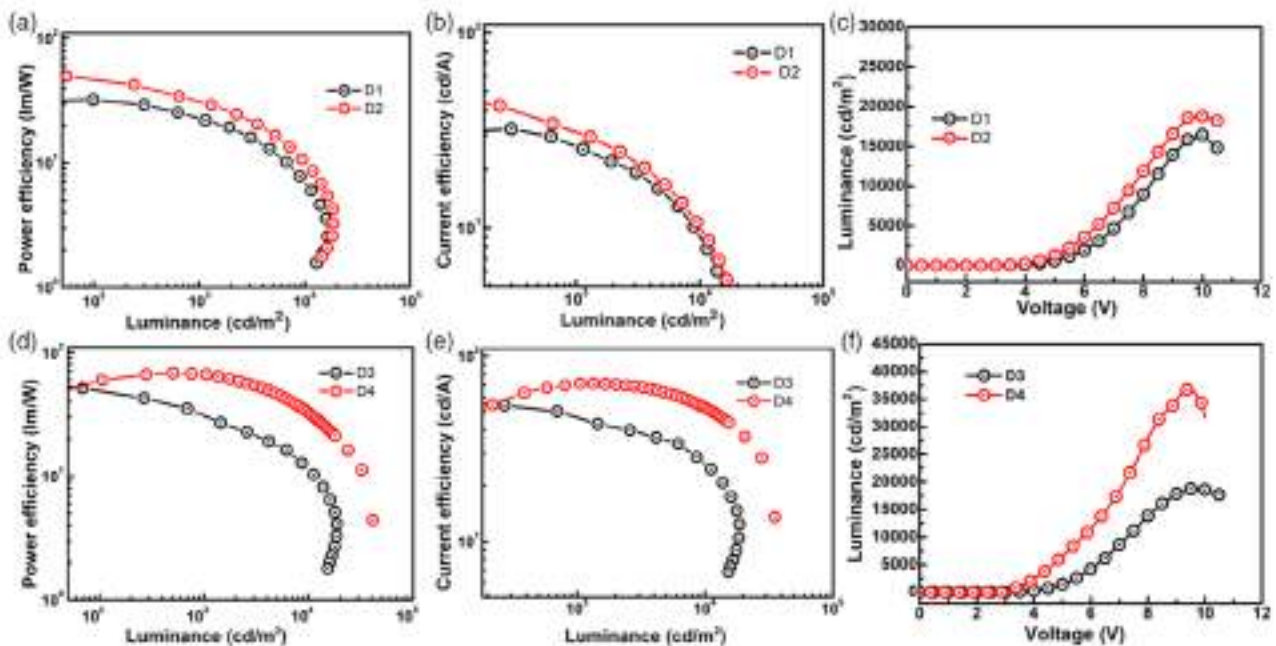 (a)
D1
D2
Power efficiency (lm/W)
Luminance (cd/m²)
(b)
D1
D2
Current efficiency (cd/A)
Luminance (cd/m²)
(c)
30000
25000
20000
15000
10000
5000
0
D1
D2
Luminance (cd/m²)
0 2 4 6 8 10 12
Voltage (V)
(d)
D3
D4
Power efficiency (lm/W)
Luminance (cd/m²)
(e)
D3
D4
Current efficiency (cd/A)
Luminance (cd/m²)
(f)
45000
40000
35000
30000
25000
20000
15000
10000
5000
0
D3
D4
Luminance (cd/m²)
0 2 4 6 8 10 12
Voltage (V)